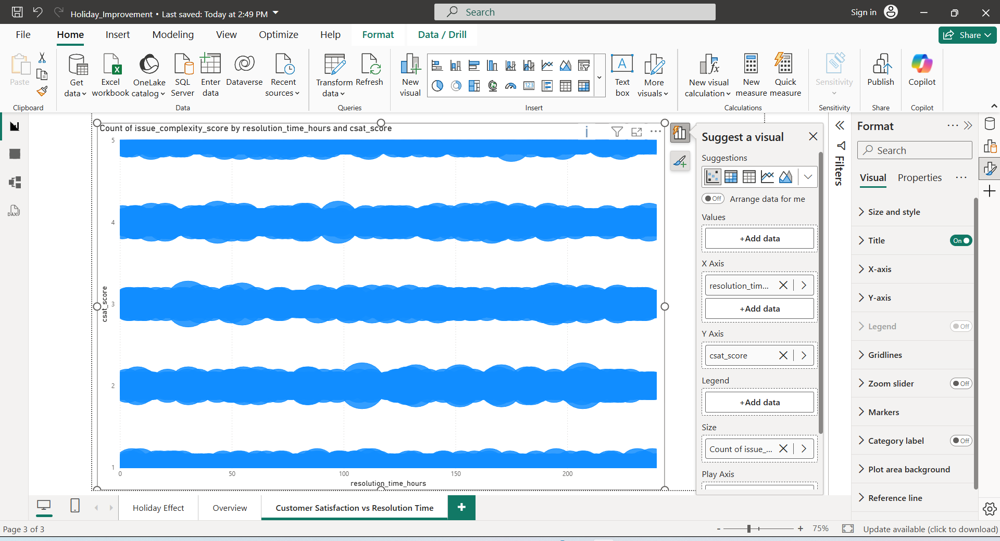 Holiday_Improvement • Last saved: Today at 2:49 PM
Search
Sign in
File
Home
Insert
Modeling
View
Optimize
Help
Format
Data / Drill
Share
Paste
Get data
Excel workbook
OneLake catalog
SQL Server
Enter data
Dataverse
Recent sources
Transform data
Refresh
New visual
Text box
More visuals
New visual calculation
New measure
Quick measure
Sensitivity
Publish
Copilot
Clipboard
Data
Queries
Insert
Calculations
Sensitivity
Share
Copilot
DAX
Count of issue_complexity_score by resolution_time_hours and csat_score
5
4
3
2
1
csat_score
0
50
100
150
200
resolution_time_hours
Suggest a visual
Suggestions
Off
Arrange data for me
Values
+Add data
X Axis
resolution_tim...
+Add data
Y Axis
csat_score
Legend
+Add data
Size
Count of issue_...
Play Axis
Filters
Format
Search
Visual
Properties
Size and style
Title
On
X-axis
Y-axis
Legend
Off
Gridlines
Zoom slider
Off
Markers
Category label
Off
Plot area background
Reference line
Holiday Effect
Overview
Customer Satisfaction vs Resolution Time
Page 3 of 3
- + 75%
Update available (click to download)